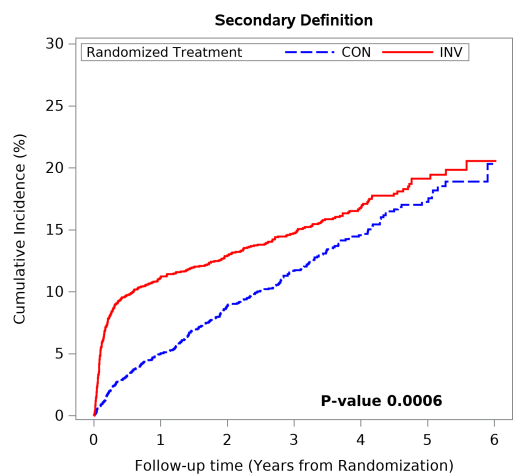 Secondary Definition
Randomized Treatment CON INV
30
25
20
15
10
5
0
Cumulative Incidence (%)
P-value 0.0006
0 1 2 3 4 5 6
Follow-up time (Years from Randomization)